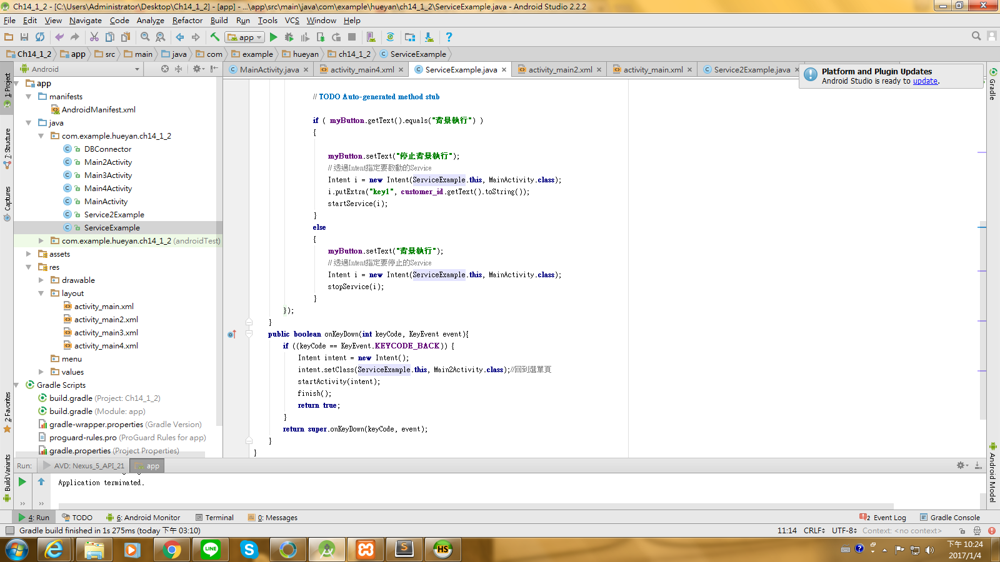 Ch14_1_2 - [C:\Users\Administrator\Desktop\Ch14_1_2] - [app] - ...\app\src\main\java\com\example\hueyan\ch14_1_2\ServiceExample.java - Android Studio 2.2.2
File Edit View Navigate Code Analyze Refactor Build Run Tools VCS Window Help
app
Ch14_1_2 app src main java com example hueyan ch14_1_2 ServiceExample
Android
MainActivity.java activity_main4.xml ServiceExample.java activity_main2.xml activity_main.xml Service2Example.java
Platform and Plugin Updates
Android Studio is ready to update.
1: Project
7: Structure
Captures
2: Favorites
Build Variants
Gradle
Android Model
app
manifests
AndroidManifest.xml
java
com.example.hueyan.ch14_1_2
DBConnector
Main2Activity
Main3Activity
Main4Activity
MainActivity
Service2Example
ServiceExample
com.example.hueyan.ch14_1_2 (androidTest)
assets
res
drawable
layout
activity_main.xml
activity_main2.xml
activity_main3.xml
activity_main4.xml
menu
values
Gradle Scripts
build.gradle (Project: Ch14_1_2)
build.gradle (Module: app)
gradle-wrapper.properties (Gradle Version)
proguard-rules.pro (ProGuard Rules for app)
gradle.properties (Project Properties)
// TODO Auto-generated method stub
if ( myButton.getText().equals("背景執行") )
{
myButton.setText("停止背景執行");
// 透過Intent指定要啟動的Service
Intent i = new Intent(ServiceExample.this, MainActivity.class);
i.putExtra("key1", customer_id.getText().toString());
startService(i);
}
else
{
myButton.setText("背景執行");
// 透過Intent指定要停止的Service
Intent i = new Intent(ServiceExample.this, MainActivity.class);
stopService(i);
}
});
}
public boolean onKeyDown(int keyCode, KeyEvent event){
if ((keyCode == KeyEvent.KEYCODE_BACK)) {
Intent intent = new Intent();
intent.setClass(ServiceExample.this, Main2Activity.class);//回到選單頁
startActivity(intent);
finish();
return true;
}
return super.onKeyDown(keyCode, event);
}
}
Run: AVD: Nexus_5_API_21 app
Application terminated.
4: Run TODO 6: Android Monitor Terminal 0: Messages 2 Event Log Gradle Console
Gradle build finished in 1s 275ms (today 下午 03:10) 11:14 CRLF UTF-8 Context: <no context>
LINE
HS
下午 10:24
2017/1/4